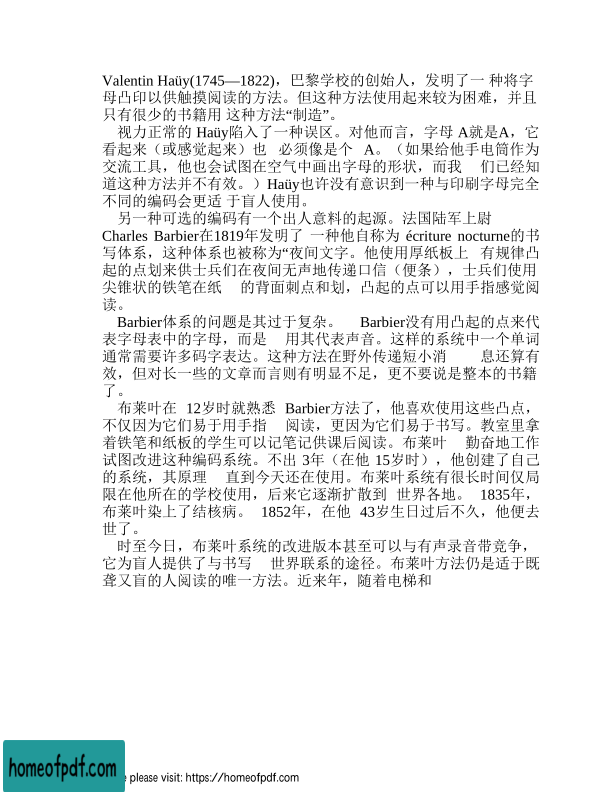 Valentin Haüy(1745—1822)，巴黎学校的创始人，发明了一 种将字
母凸印以供触摸阅读的方法。但这种方法使用起来较为困难，并且
只有很少的书籍用 这种方法“制造”。
视力正常的 Haüy陷入了一种误区。对他而言，字母 A就是A，它
看起来（或感觉起来）也 必须像是个 A。（如果给他手电筒作为
交流工具，他也会试图在空气中画出字母的形状，而我 们已经知
道这种方法并不有效。）Haüy也许没有意识到一种与印刷字母完全
不同的编码会更适 于盲人使用。
另一种可选的编码有一个出人意料的起源。法国陆军上尉
Charles Barbier在1819年发明了 一种他自称为 écriture nocturne的书
写体系，这种体系也被称为“夜间文字。他使用厚纸板上 有规律凸
起的点划来供士兵们在夜间无声地传递口信（便条），士兵们使用
尖锥状的铁笔在纸 的背面刺点和划，凸起的点可以用手指感觉阅
读。
Barbier体系的问题是其过于复杂。 Barbier没有用凸起的点来代
表字母表中的字母，而是 用其代表声音。这样的系统中一个单词
通常需要许多码字表达。这种方法在野外传递短小消 息还算有
效，但对长一些的文章而言则有明显不足，更不要说是整本的书籍
了。
布莱叶在 12岁时就熟悉 Barbier方法了，他喜欢使用这些凸点，
不仅因为它们易于用手指 阅读，更因为它们易于书写。教室里拿
着铁笔和纸板的学生可以记笔记供课后阅读。布莱叶 勤奋地工作
试图改进这种编码系统。不出 3年（在他 15岁时），他创建了自己
的系统，其原理 直到今天还在使用。布莱叶系统有很长时间仅局
限在他所在的学校使用，后来它逐渐扩散到 世界各地。 1835年，
布莱叶染上了结核病。 1852年，在他 43岁生日过后不久，他便去
世了。
时至今日，布莱叶系统的改进版本甚至可以与有声录音带竞争，
它为盲人提供了与书写 世界联系的途径。布莱叶方法仍是适于既
聋又盲的人阅读的唯一方法。近来年，随着电梯和
homeofpdf.com
please visit: https://homeofpdf.com